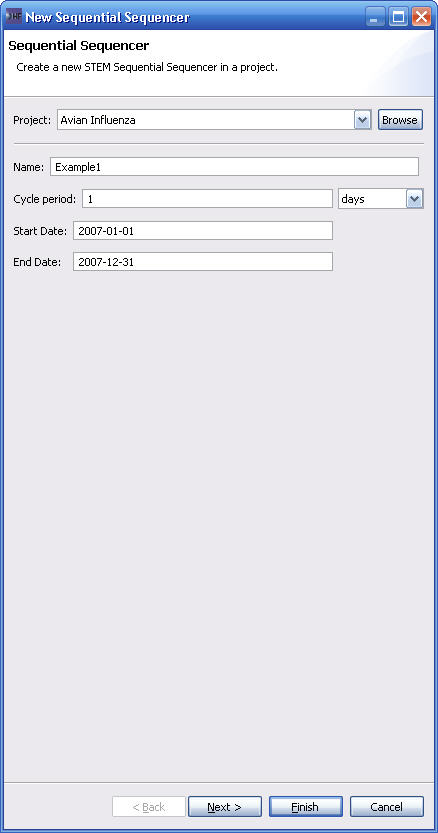 New Sequential Sequencer
Sequential Sequencer
Create a new STEM Sequential Sequencer in a project.
Project: Avian Influenza Browse
Name: Example1
Cycle period: 1 days
Start Date: 2007-01-01
End Date: 2007-12-31
< Back Next > Finish Cancel